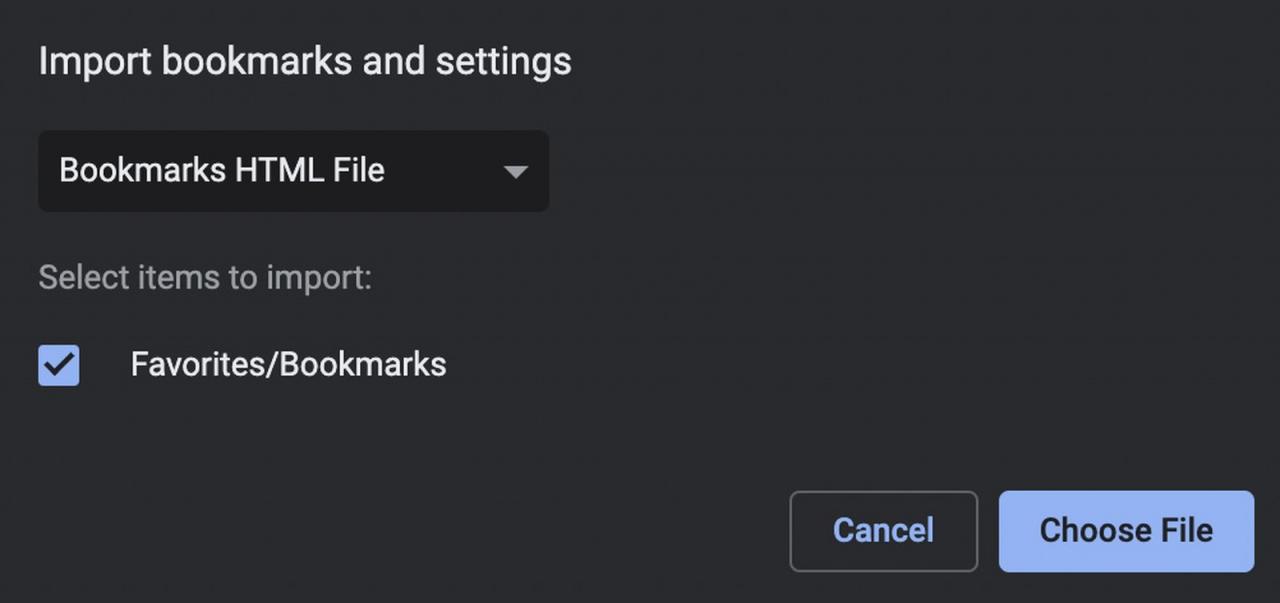 Import bookmarks and settings
Bookmarks HTML File
Select items to import:
Favorites/Bookmarks
Cancel
Choose File